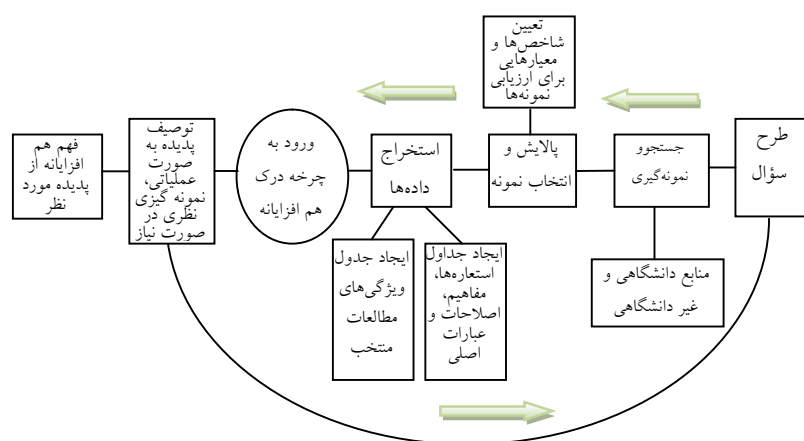 طرح
سؤال
جستجوو
نمونه‌گیری
منابع دانشگاهی و
غیر دانشگاهی
تعیین
شاخص‌ها و
معیارهایی
برای ارزیابی
نمونه‌ها
پالایش و
انتخاب نمونه
استخراج
داده‌ها
ایجاد جداول
استعاره‌ها،
مفاهیم،
اصلاحات و
عبارات
اصلی
ایجاد جدول
ویژگی‌های
مطالعات
منتخب
ورود به
چرخه درک
هم افزایانه
توصیف
پدیده به
صورت
عملیاتی،
نمونه گیزی
نظری در
صورت نیاز
فهم هم
افزایانه از
پدیده مورد
نظر